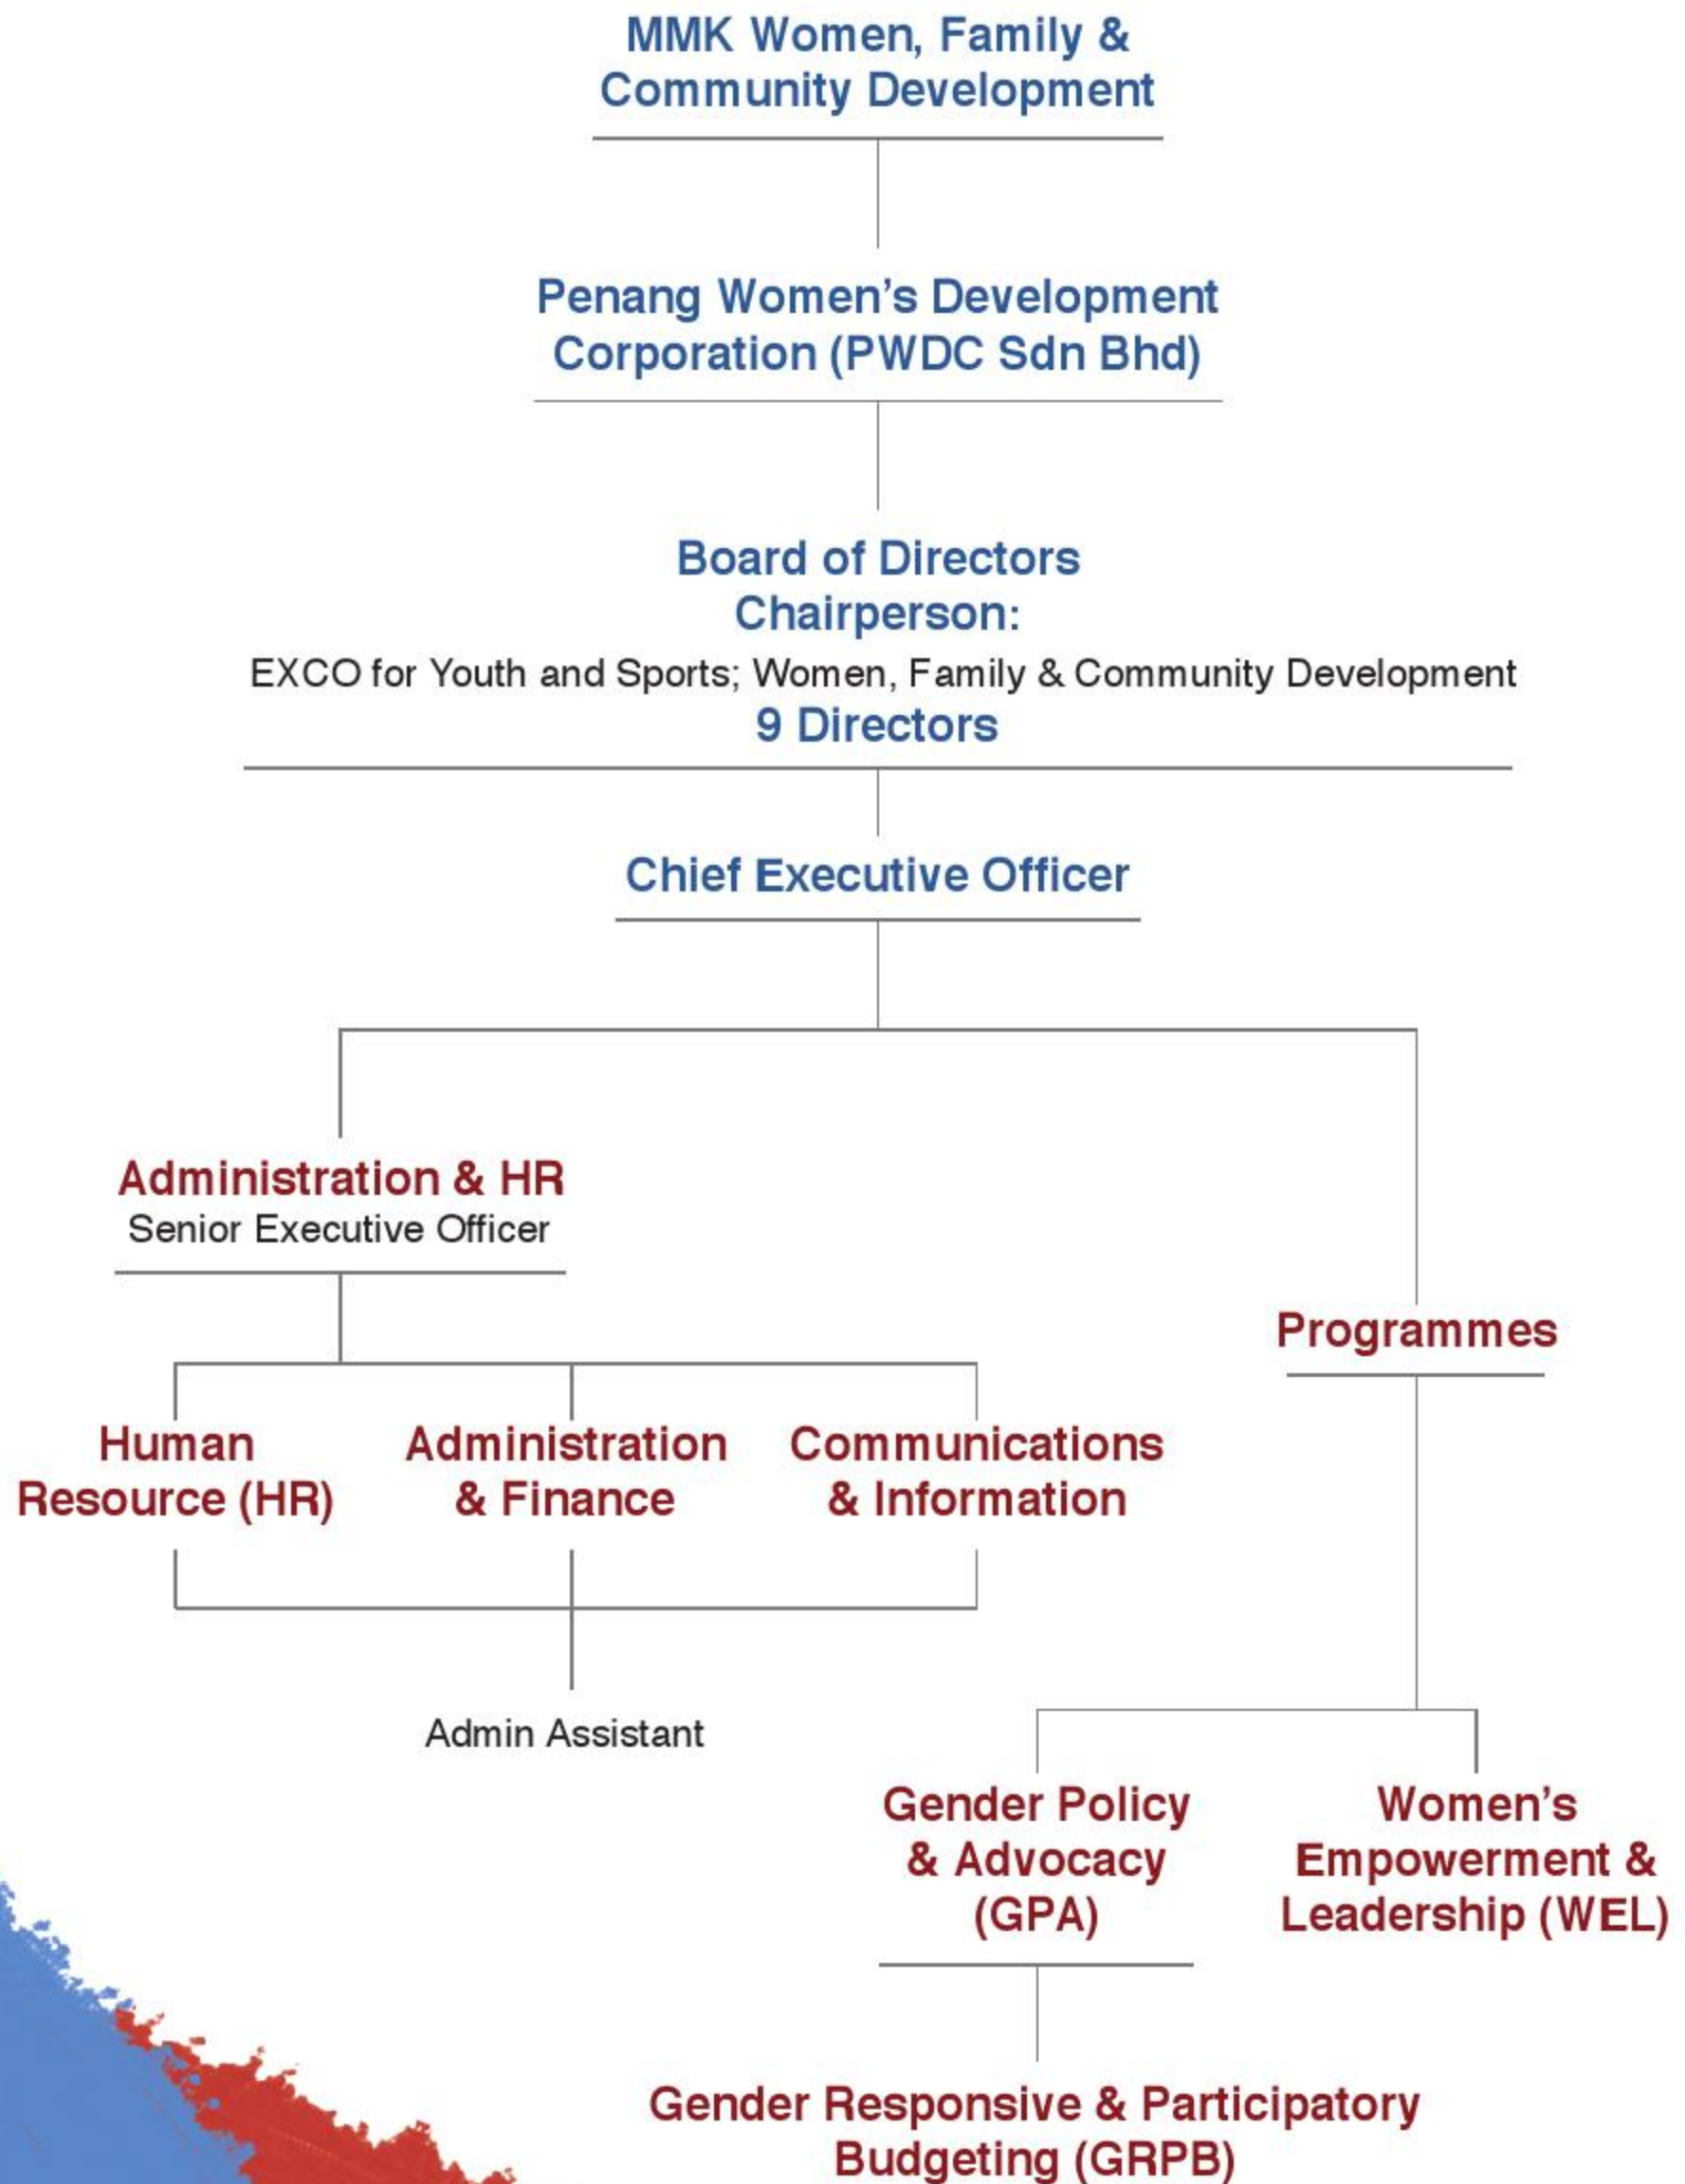 MMK Women, Family &
Community Development
Penang Women's Development
Corporation (PWDC Sdn Bhd)
Board of Directors
Chairperson:
EXCO for Youth and Sports; Women, Family & Community Development
9 Directors
Chief Executive Officer
Administration & HR
Senior Executive Officer
Programmes
Human
Resource (HR)
Administration
& Finance
Communications
& Information
Admin Assistant
Gender Policy
& Advocacy
(GPA)
Women's
Empowerment &
Leadership (WEL)
Gender Responsive & Participatory
Budgeting (GRPB)